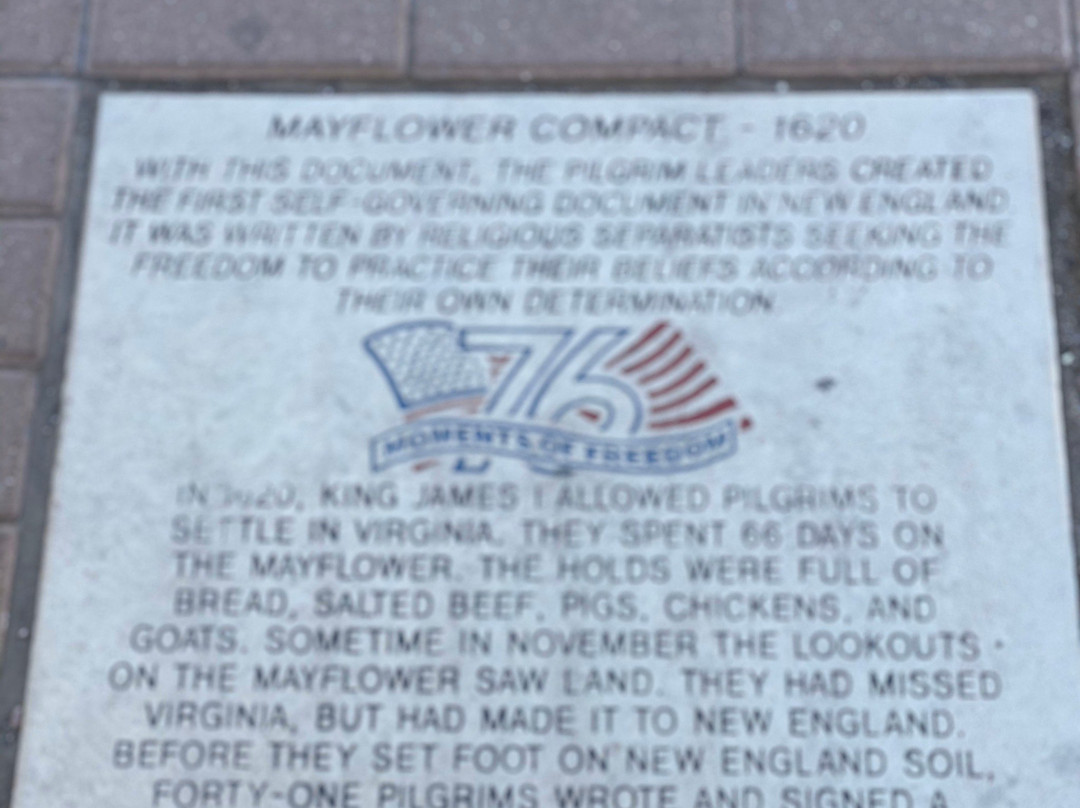 MAYFLOWER COMPACT - 1620
WITH THIS DOCUMENT, THE PILGRIM LEADERS CREATED
THE FIRST SELF-GOVERNING DOCUMENT IN NEW ENGLAND
IT WAS WRITTEN BY RELIGIOUS SEPARATISTS SEEKING THE
FREEDOM TO PRACTICE THEIR BELIEFS ACCORDING TO
THEIR OWN DETERMINATION.
76
MOMENTS OF FREEDOM
IN 1620, KING JAMES I ALLOWED PILGRIMS TO
SETTLE IN VIRGINIA. THEY SPENT 66 DAYS ON
THE MAYFLOWER. THE HOLDS WERE FULL OF
BREAD, SALTED BEEF, PIGS, CHICKENS, AND
GOATS. SOMETIME IN NOVEMBER THE LOOKOUTS
ON THE MAYFLOWER SAW LAND. THEY HAD MISSED
VIRGINIA, BUT HAD MADE IT TO NEW ENGLAND.
BEFORE THEY SET FOOT ON NEW ENGLAND SOIL,
FORTY-ONE PILGRIMS WROTE AND SIGNED A